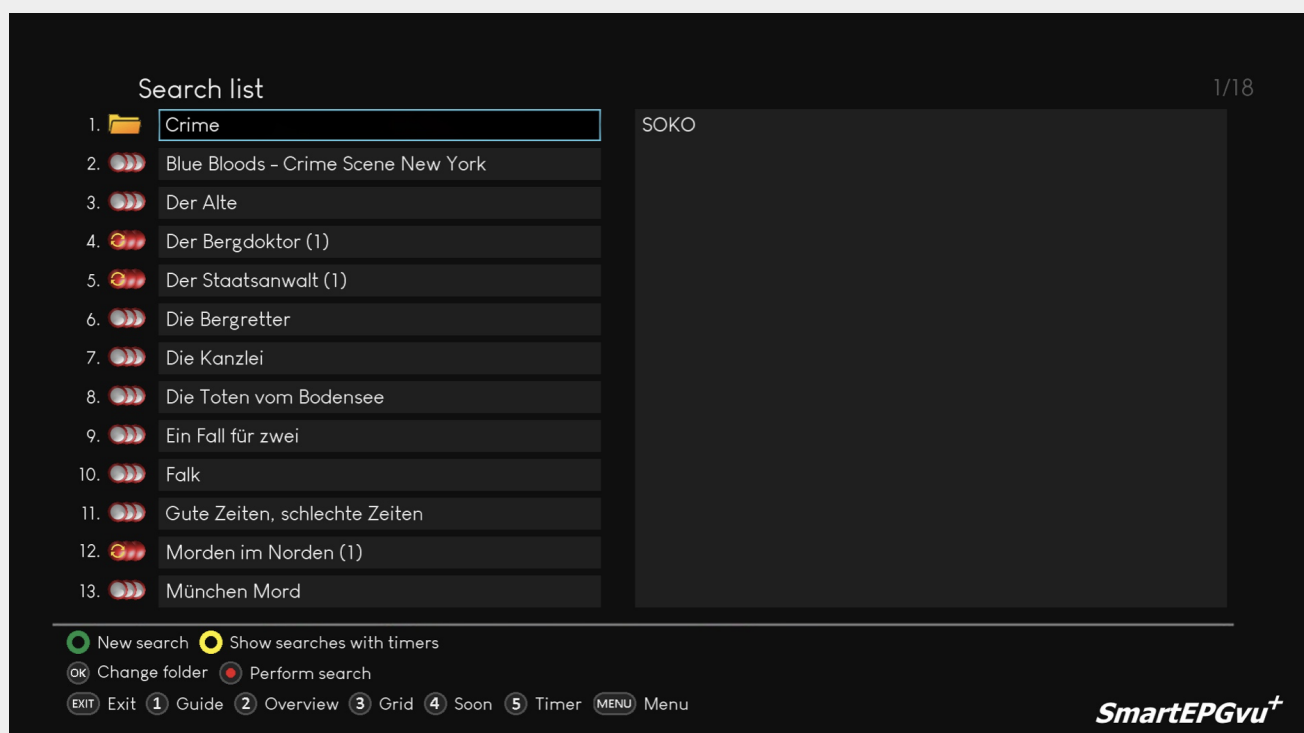 Search list 1/18
1. Crime SOKO
2. Blue Bloods - Crime Scene New York
3. Der Alte
4. Der Bergdoktor (1)
5. Der Staatsanwalt (1)
6. Die Bergretter
7. Die Kanzlei
8. Die Toten vom Bodensee
9. Ein Fall für zwei
10. Falk
11. Gute Zeiten, schlechte Zeiten
12. Morden im Norden (1)
13. München Mord
New search Show searches with timers
OK Change folder Perform search
EXIT Exit 1 Guide 2 Overview 3 Grid 4 Soon 5 Timer MENU Menu
SmartEPGvu+